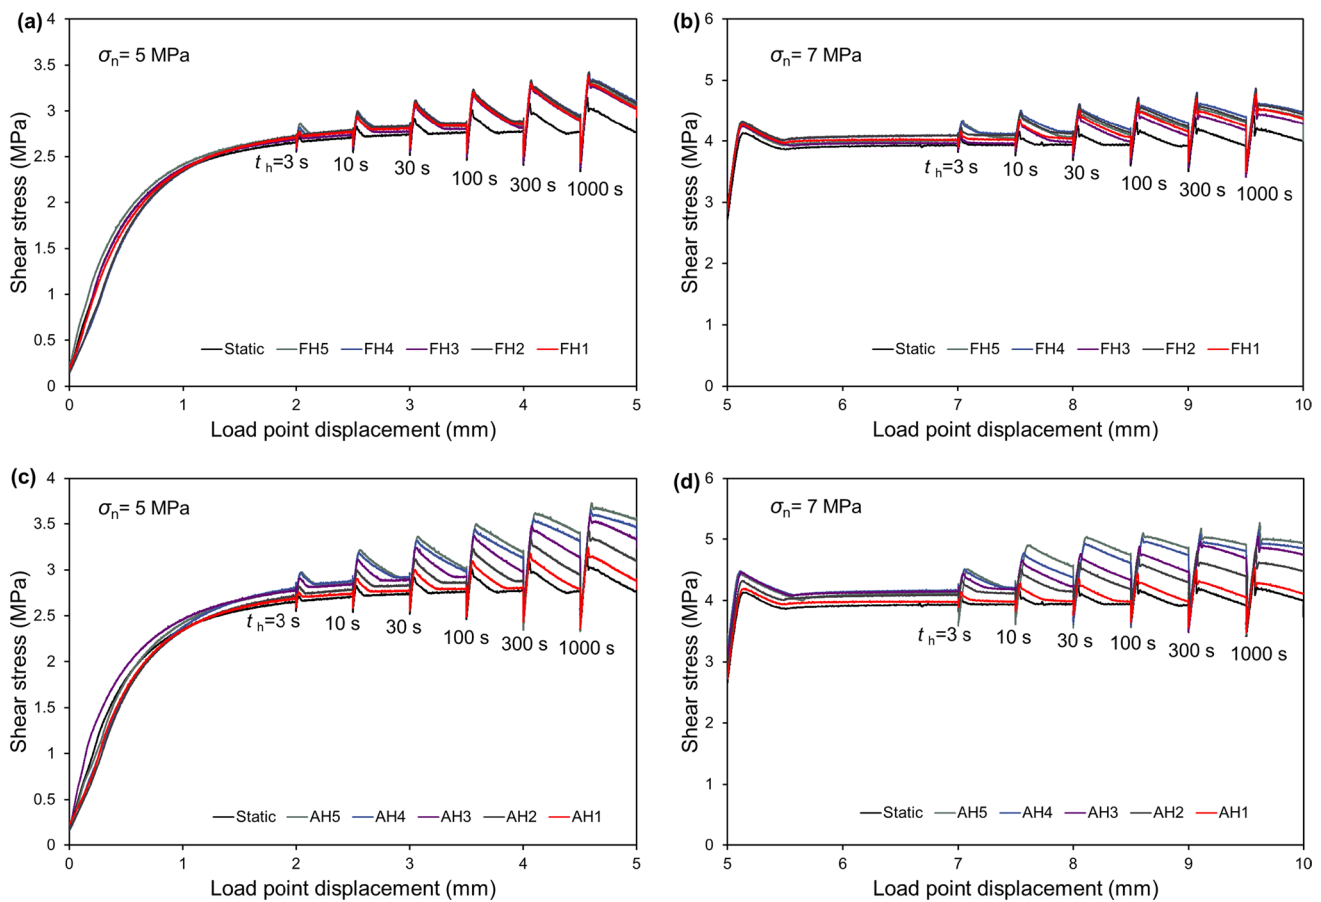 (a)
σn= 5 MPa
Shear stress (MPa)
4
3.5
3
2.5
2
1.5
1
0.5
0
th=3 s
10 s
30 s
100 s
300 s
1000 s
Static FH5 FH4 FH3 FH2 FH1
0 1 2 3 4 5
Load point displacement (mm)
(b)
σn= 7 MPa
Shear stress (MPa)
6
5
4
3
2
1
0
th=3 s
10 s
30 s
100 s
300 s
1000 s
Static FH5 FH4 FH3 FH2 FH1
5 6 7 8 9 10
Load point displacement (mm)
(c)
σn= 5 MPa
Shear stress (MPa)
4
3.5
3
2.5
2
1.5
1
0.5
0
th=3 s
10 s
30 s
100 s
300 s
1000 s
Static AH5 AH4 AH3 AH2 AH1
0 1 2 3 4 5
Load point displacement (mm)
(d)
σn= 7 MPa
Shear stress (MPa)
6
5
4
3
2
1
0
th=3 s
10 s
30 s
100 s
300 s
1000 s
Static AH5 AH4 AH3 AH2 AH1
5 6 7 8 9 10
Load point displacement (mm)